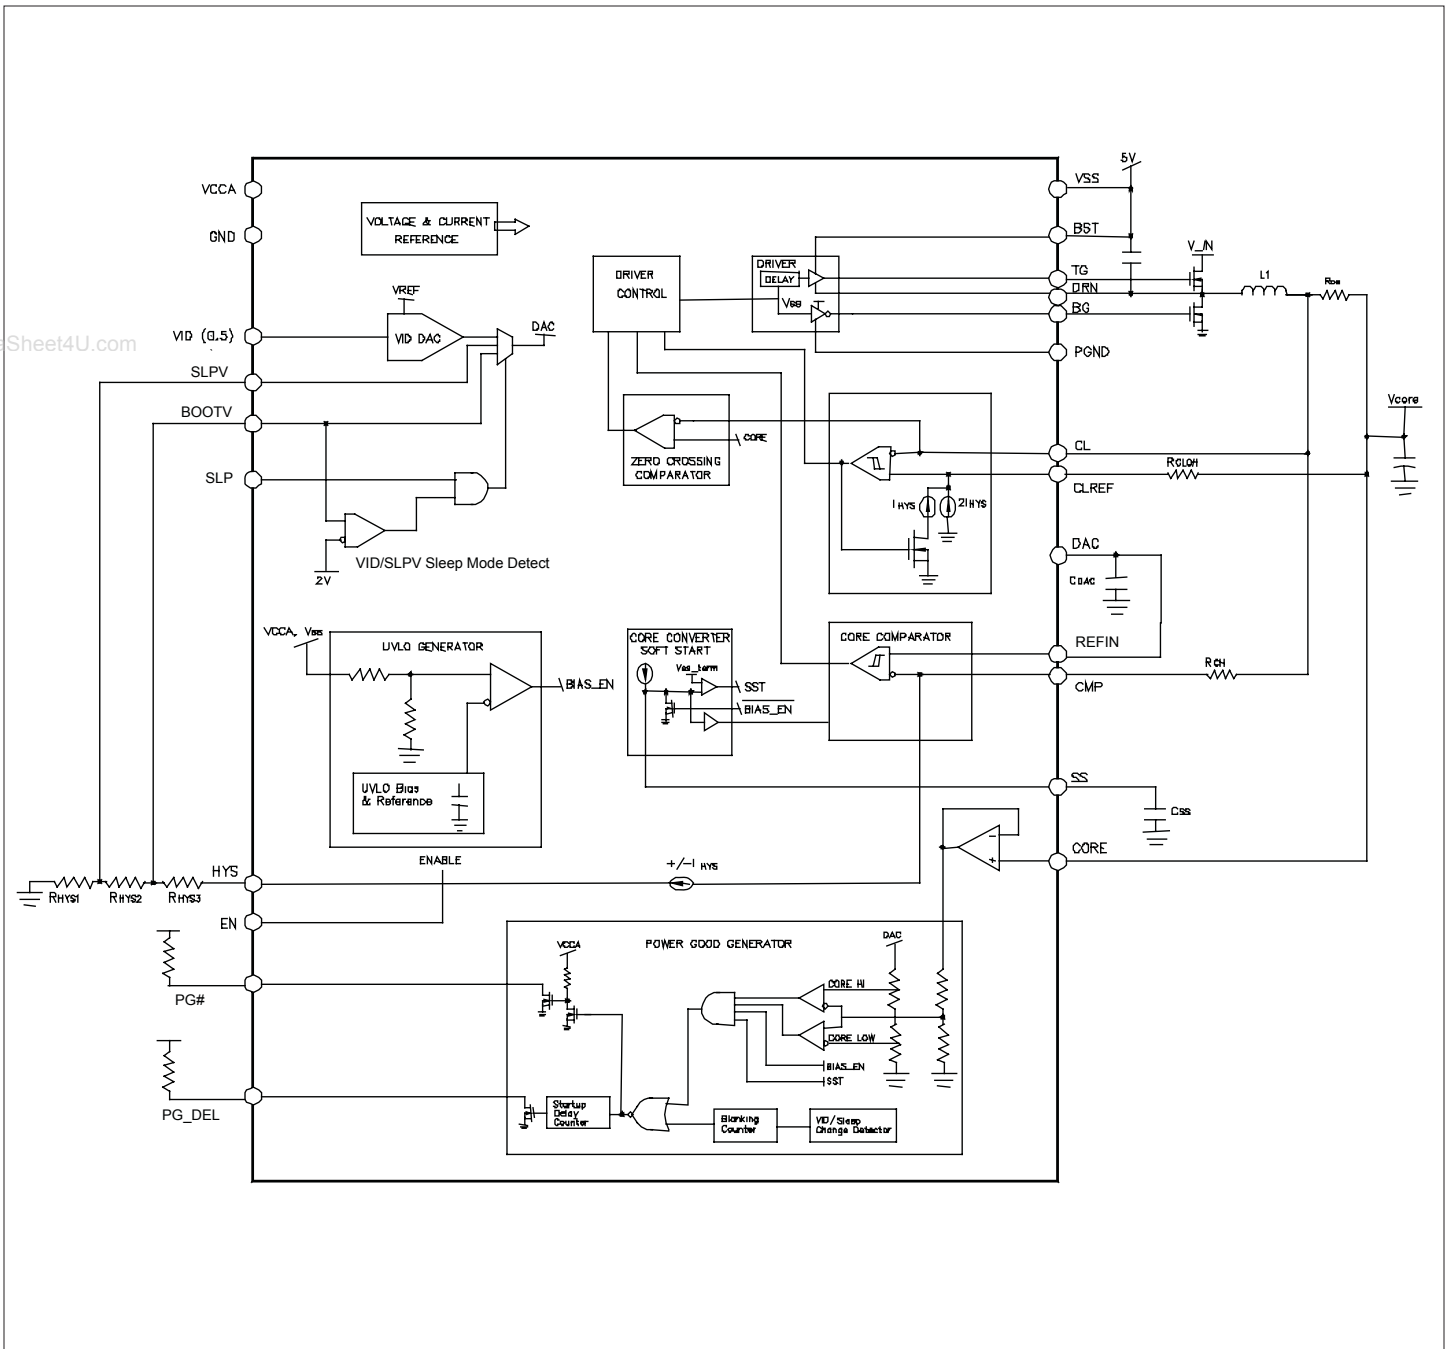 5V
VCCA
VSS
VOLTAGE & CURRENT
REFERENCE
GND
BST
V_IN
DRIVER
CONTROL
DRIVER
DELAY
TG
L1
VREF
DRN
VSS
BG
VID (0.5)
VID DAC
DAC
eSheet4U.com
PGND
SLPV
Vcore
BOOTV
CORE
CL
ZERO CROSSING
COMPARATOR
RCLOH
SLP
CLREF
IHYS
2IHYS
DAC
VID/SLPV Sleep Mode Detect
2V
CDAC
VCCA, VSS
UVLO GENERATOR
CORE CONVERTER
SOFT START
CORE COMPARATOR
REFIN
Vss_term
RCH
BIAS_EN
SST
CMP
BIAS_EN
SS
UVLO Bias
& Reference
CSS
CORE
ENABLE
+/-IHYS
HYS
RHYS1
RHYS2
RHYS3
EN
DAC
VCCA
POWER GOOD GENERATOR
CORE HI
PG#
CORE LOW
BIAS_EN
SST
PG_DEL
Startup
Delay
Counter
Blanking
Counter
VID/Sleep
Change Detector